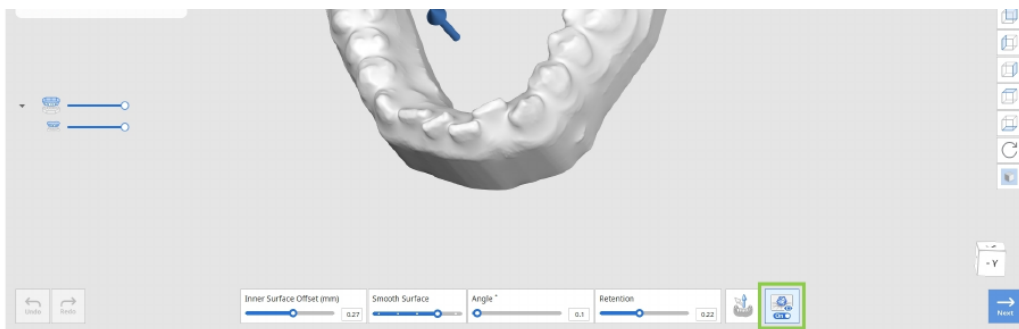 - Y
Inner Surface Offset (mm)
0.27
Smooth Surface
Angle °
0.1
Retention
0.22
On
Undo
Redo
Next